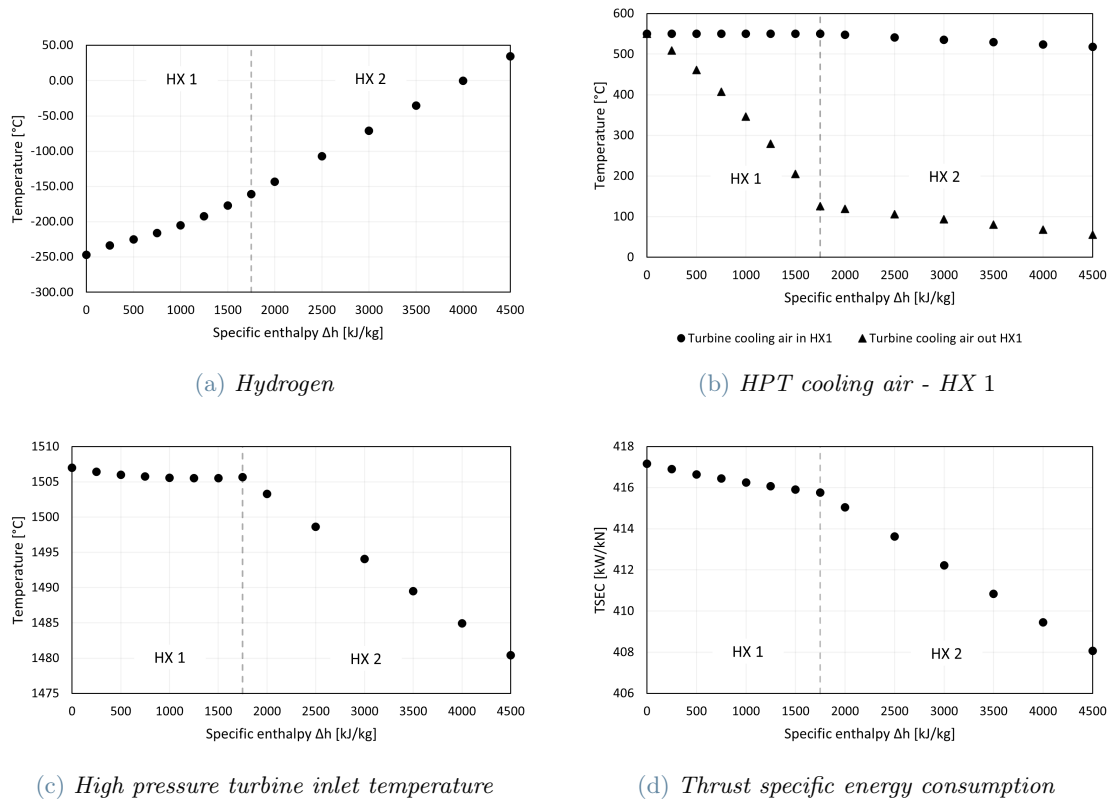 50.00
0.00
-50.00
-100.00
-150.00
-200.00
-250.00
-300.00
Temperature [°C]
HX 1
HX 2
0 500 1000 1500 2000 2500 3000 3500 4000 4500
Specific enthalpy Δh [kJ/kg]
(a) Hydrogen
600
500
400
300
200
100
0
Temperature [°C]
HX 1
HX 2
0 500 1000 1500 2000 2500 3000 3500 4000 4500
Specific enthalpy Δh [kJ/kg]
Turbine cooling air in HX1 Turbine cooling air out HX1
(b) HPT cooling air - HX 1
1510
1505
1500
1495
1490
1485
1480
1475
Temperature [°C]
HX 1
HX 2
0 500 1000 1500 2000 2500 3000 3500 4000 4500
Specific enthalpy Δh [kJ/kg]
(c) High pressure turbine inlet temperature
418
416
414
412
410
408
406
TSEC [kW/kN]
HX 1
HX 2
0 500 1000 1500 2000 2500 3000 3500 4000 4500
Specific enthalpy Δh [kJ/kg]
(d) Thrust specific energy consumption